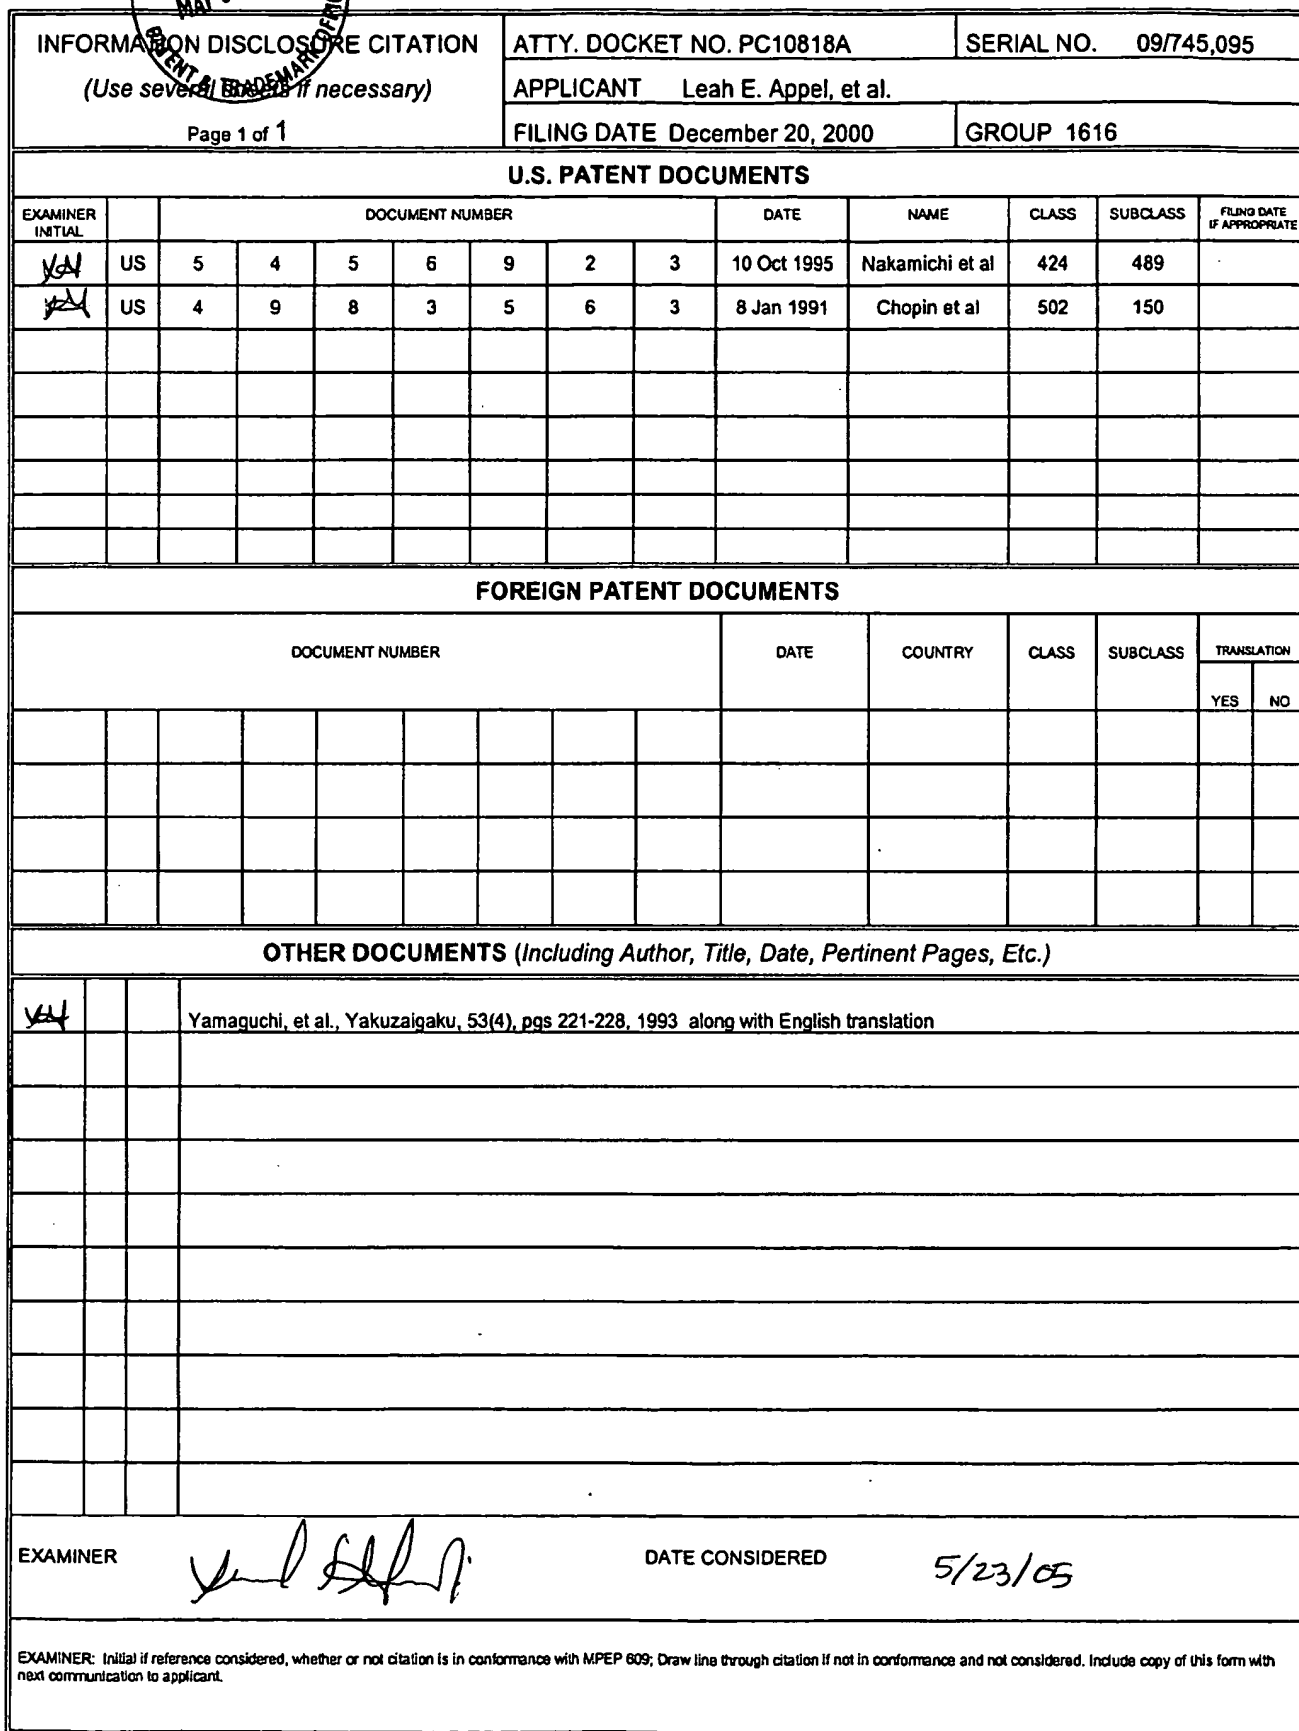 MAY
PATENT & TRADEMARK OFFICE
INFORMATION DISCLOSURE CITATION
(Use several if necessary)
Page 1 of 1
ATTY. DOCKET NO. PC10818A
SERIAL NO. 09/745,095
APPLICANT Leah E. Appel, et al.
FILING DATE December 20, 2000
GROUP 1616
U.S. PATENT DOCUMENTS
EXAMINER INITIAL DOCUMENT NUMBER DATE NAME CLASS SUBCLASS FILING DATE IF APPROPRIATE
US 5 4 5 6 9 2 3 10 Oct 1995 Nakamichi et al 424 489
US 4 9 8 3 5 6 3 8 Jan 1991 Chopin et al 502 150
FOREIGN PATENT DOCUMENTS
DOCUMENT NUMBER DATE COUNTRY CLASS SUBCLASS TRANSLATION
YES NO
OTHER DOCUMENTS (Including Author, Title, Date, Pertinent Pages, Etc.)
Yamaguchi, et al., Yakuzaigaku, 53(4), pgs 221-228, 1993 along with English translation
EXAMINER
DATE CONSIDERED 5/23/05
EXAMINER: Initial if reference considered, whether or not citation is in conformance with MPEP 609; Draw line through citation if not in conformance and not considered. Include copy of this form with
next communication to applicant.